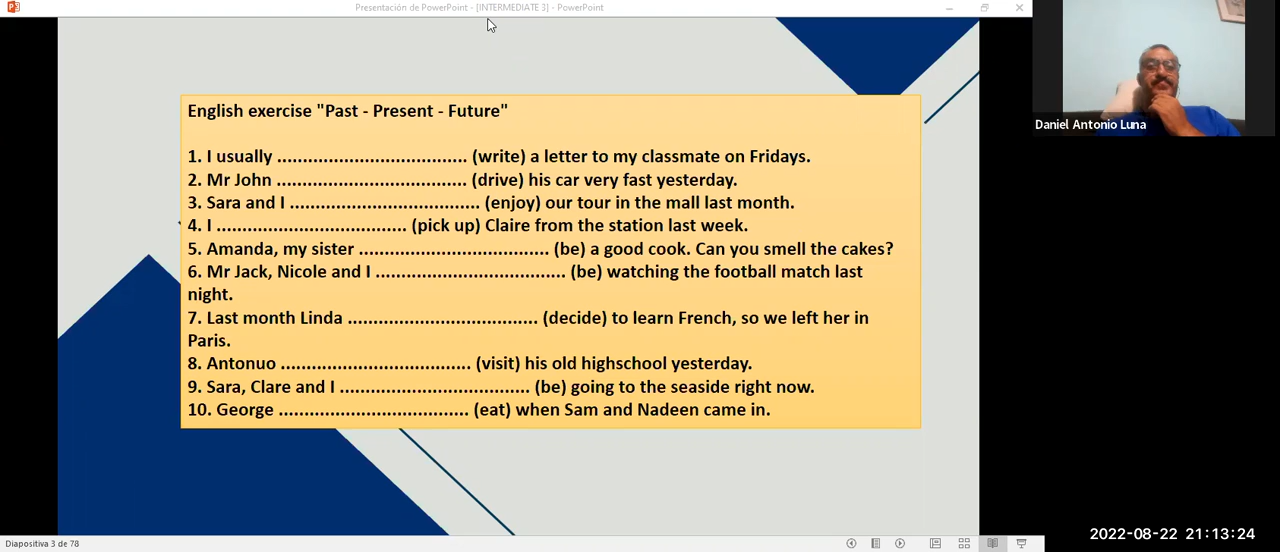 Presentación de PowerPoint - [INTERMEDIATE 3] - PowerPoint
English exercise "Past - Present - Future"
1. I usually ..................................... (write) a letter to my classmate on Fridays.
2. Mr John ..................................... (drive) his car very fast yesterday.
3. Sara and I ..................................... (enjoy) our tour in the mall last month.
4. I ..................................... (pick up) Claire from the station last week.
5. Amanda, my sister ..................................... (be) a good cook. Can you smell the cakes?
6. Mr Jack, Nicole and I ..................................... (be) watching the football match last
night.
7. Last month Linda ..................................... (decide) to learn French, so we left her in
Paris.
8. Antonuo ..................................... (visit) his old highschool yesterday.
9. Sara, Clare and I ..................................... (be) going to the seaside right now.
10. George ..................................... (eat) when Sam and Nadeen came in.
Daniel Antonio Luna
Diapositiva 3 de 78
2022-08-22 21:13:24